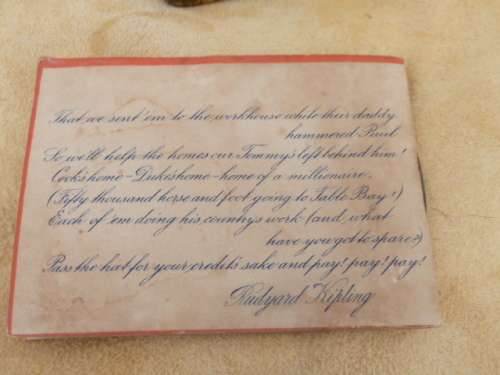 That we sent 'em to the workhouse while their daddy
hammered Paul
So we'll help the homes our Tommy's left behind him!
Cook's home - Duke's home - home of a millionaire.
(Fifty thousand horse and foot going to Table Bay!)
Each of 'em doing his country's work (and what
have you got to spare?)
Pass the hat for your credit's sake and pay! pay! pay!
Rudyard Kipling